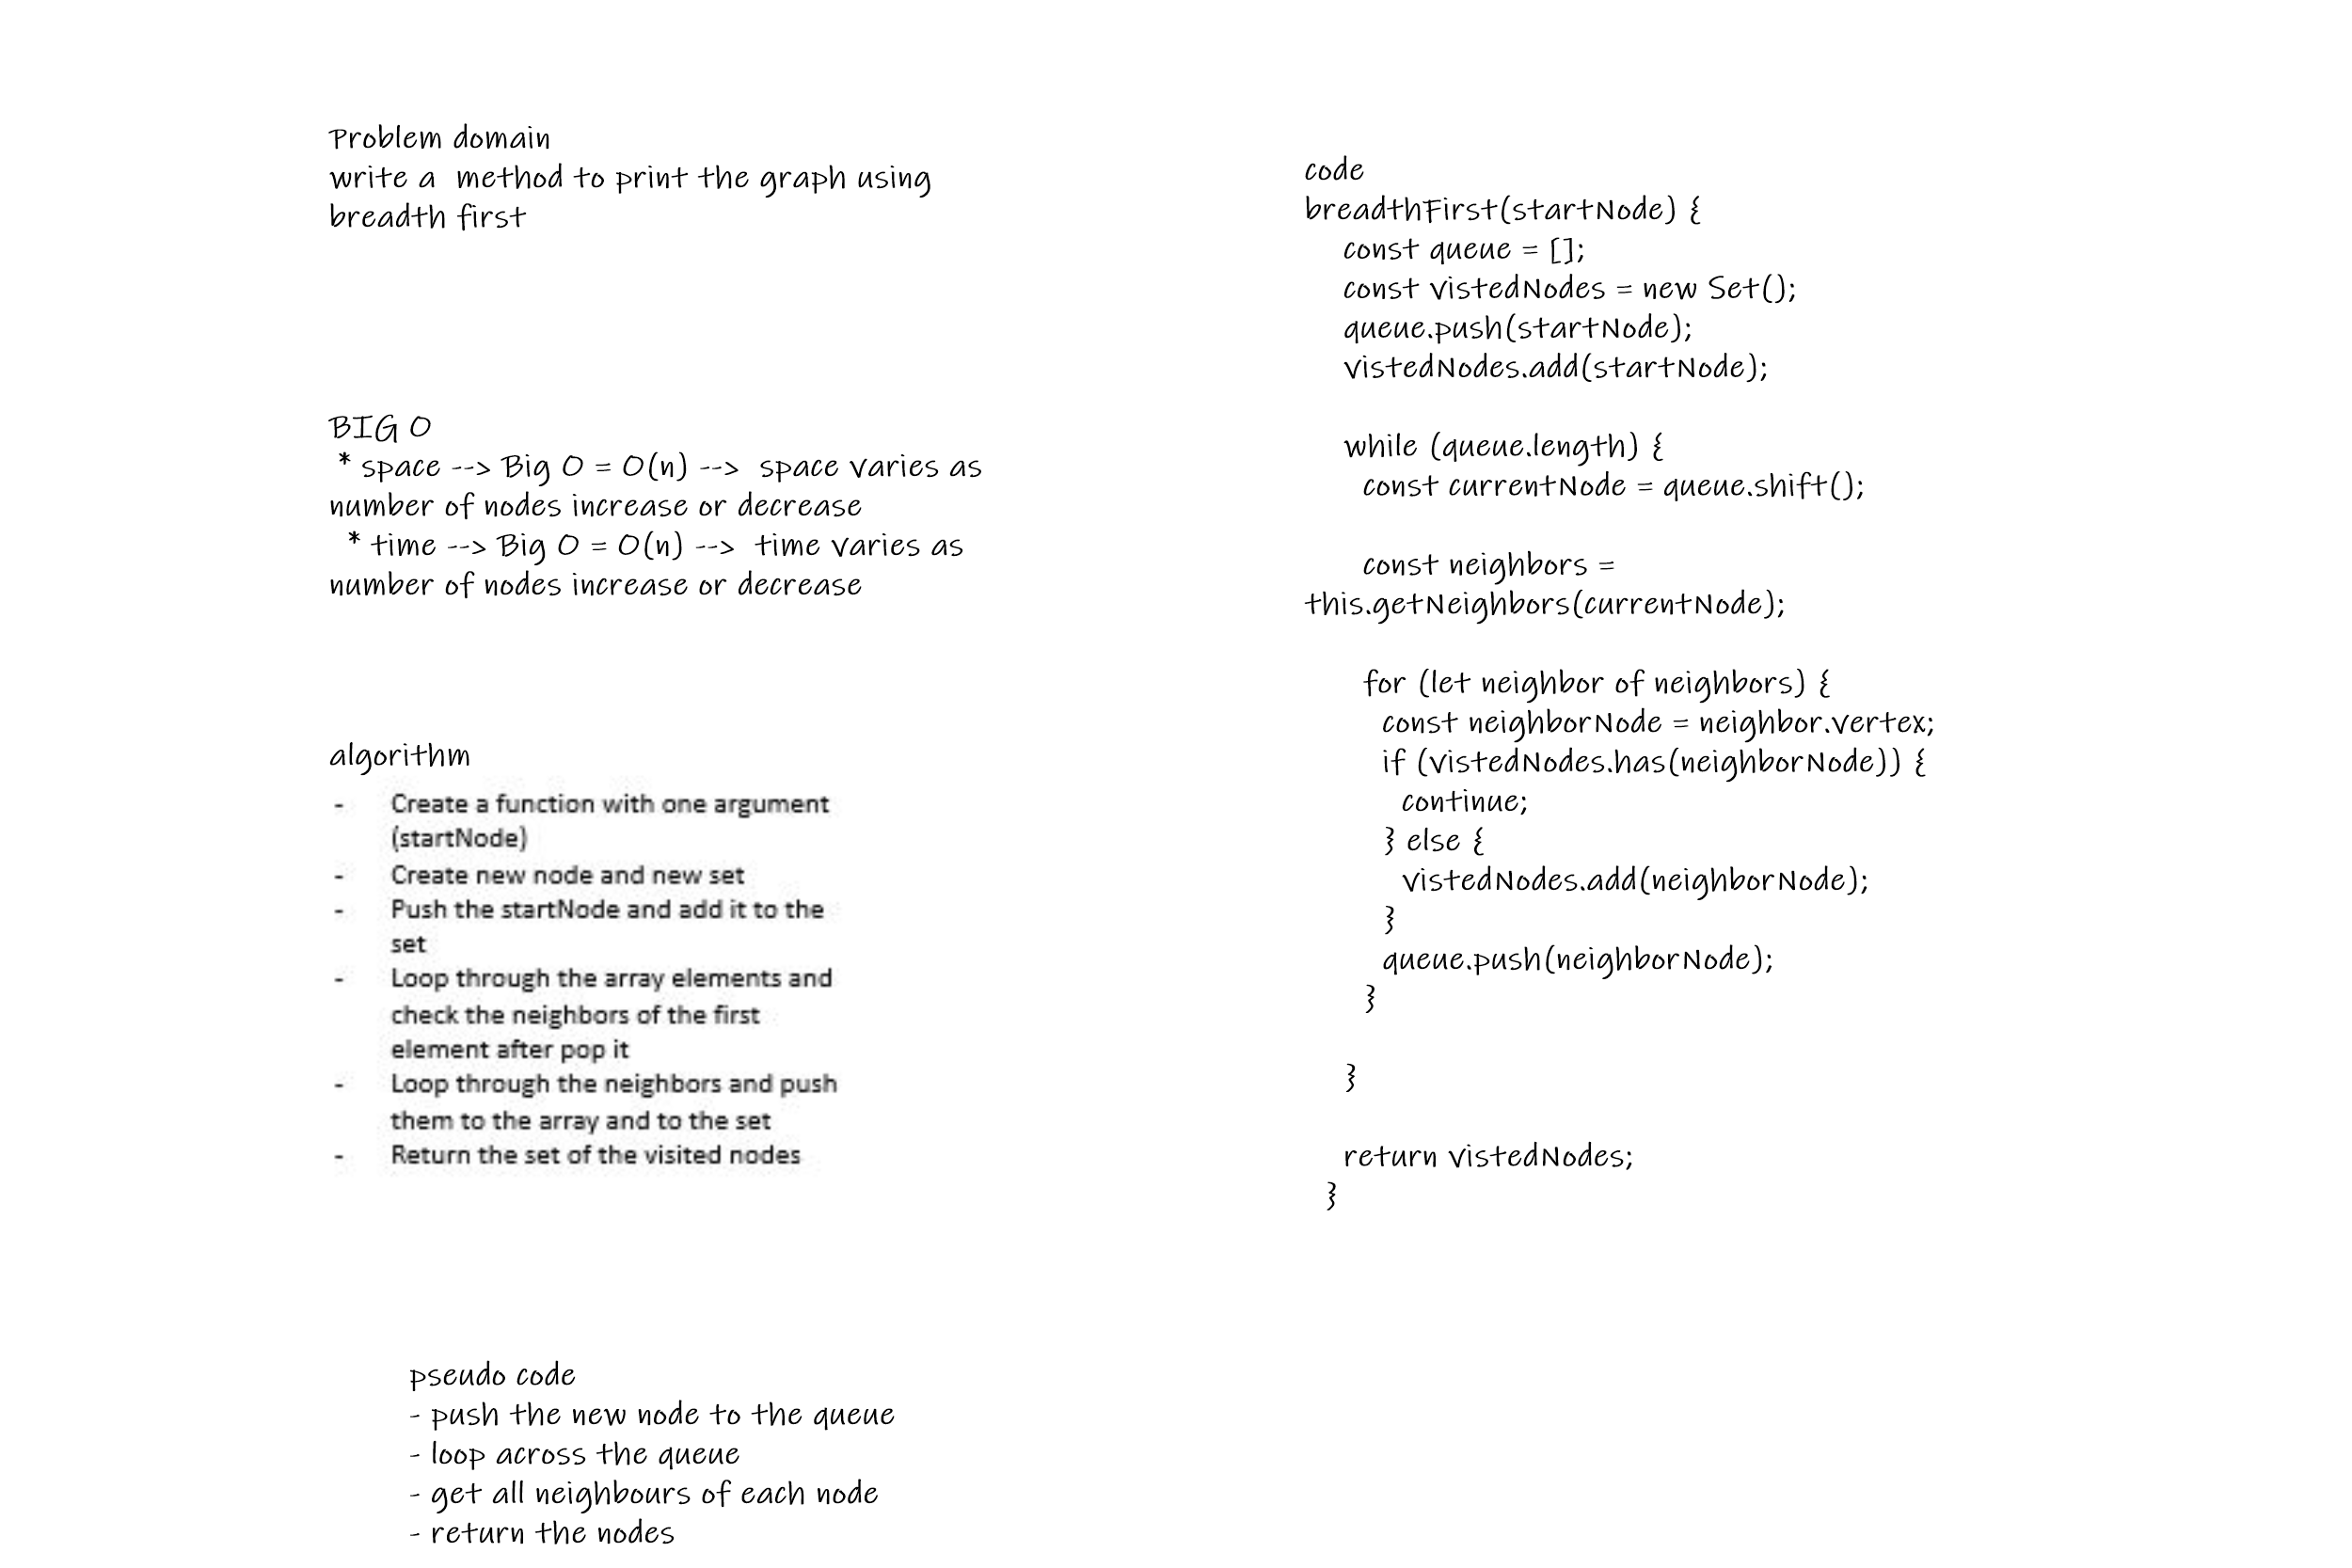 Problem domain
write a  method to print the graph using
breadth first
BIG O
* space --> Big O = O(n) -->  space varies as
number of nodes increase or decrease
* time --> Big O = O(n) -->  time varies as
number of nodes increase or decrease
algorithm
- Create a function with one argument
(startNode)
- Create new node and new set
- Push the startNode and add it to the
set
- Loop through the array elements and
check the neighbors of the first
element after pop it
- Loop through the neighbors and push
them to the array and to the set
- Return the set of the visited nodes
pseudo code
- push the new node to the queue
- loop across the queue
- get all neighbours of each node
- return the nodes
code
breadthFirst(startNode) {
const queue = [];
const vistedNodes = new Set();
queue.push(startNode);
vistedNodes.add(startNode);
while (queue.length) {
const currentNode = queue.shift();
const neighbors =
this.getNeighbors(currentNode);
for (let neighbor of neighbors) {
const neighborNode = neighbor.vertex;
if (vistedNodes.has(neighborNode)) {
continue;
} else {
vistedNodes.add(neighborNode);
}
queue.push(neighborNode);
}
}
return vistedNodes;
}